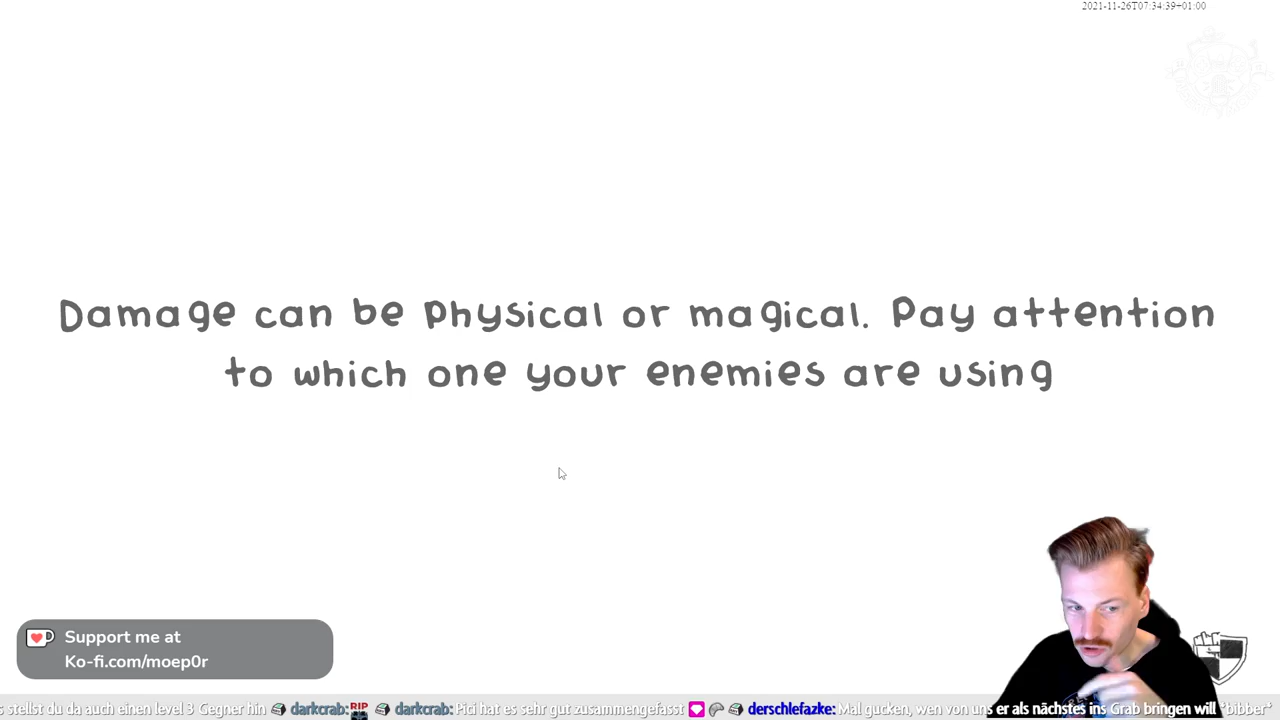 2021-11-26T07:34:39+01:00
Damage can be physical or magical. Pay attention
to which one your enemies are using
Support me at
Ko-fi.com/moep0r
s stellst du da auch einen level 3 Gegner hin darkcrab: RIP darkcrab: Pici hat es sehr gut zusammengefasst derschlefazke: Mal gucken, wen von uns er als nächstes ins Grab bringen will *bibber*